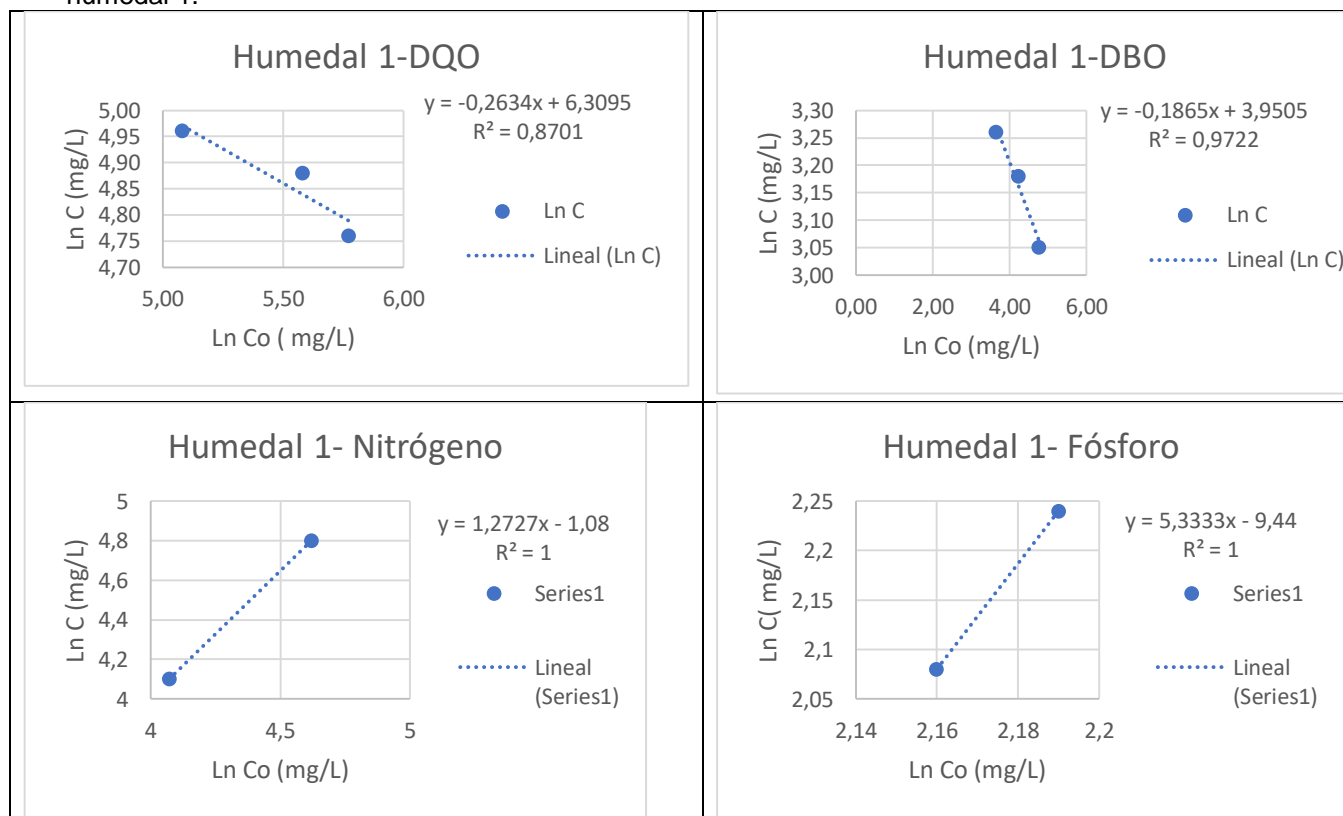 humedal 1.
Humedal 1-DQO
y = -0,2634x + 6,3095
R² = 0,8701
5,00
4,95
4,90
4,85
4,80
4,75
4,70
Ln C (mg/L)
5,00 5,50 6,00
Ln Co ( mg/L)
Ln C
Lineal (Ln C)
Humedal 1-DBO
y = -0,1865x + 3,9505
R² = 0,9722
3,30
3,25
3,20
3,15
3,10
3,05
3,00
Ln C (mg/L)
0,00 2,00 4,00 6,00
Ln Co (mg/L)
Ln C
Lineal (Ln C)
Humedal 1- Nitrógeno
y = 1,2727x - 1,08
R² = 1
5
4,8
4,6
4,4
4,2
4
Ln C (mg/L)
4 4,5 5
Ln Co (mg/L)
Series1
Lineal
(Series1)
Humedal 1- Fósforo
y = 5,3333x - 9,44
R² = 1
2,25
2,2
2,15
2,1
2,05
Ln C( mg/L)
2,14 2,16 2,18 2,2
Ln Co (mg/L)
Series1
Lineal
(Series1)